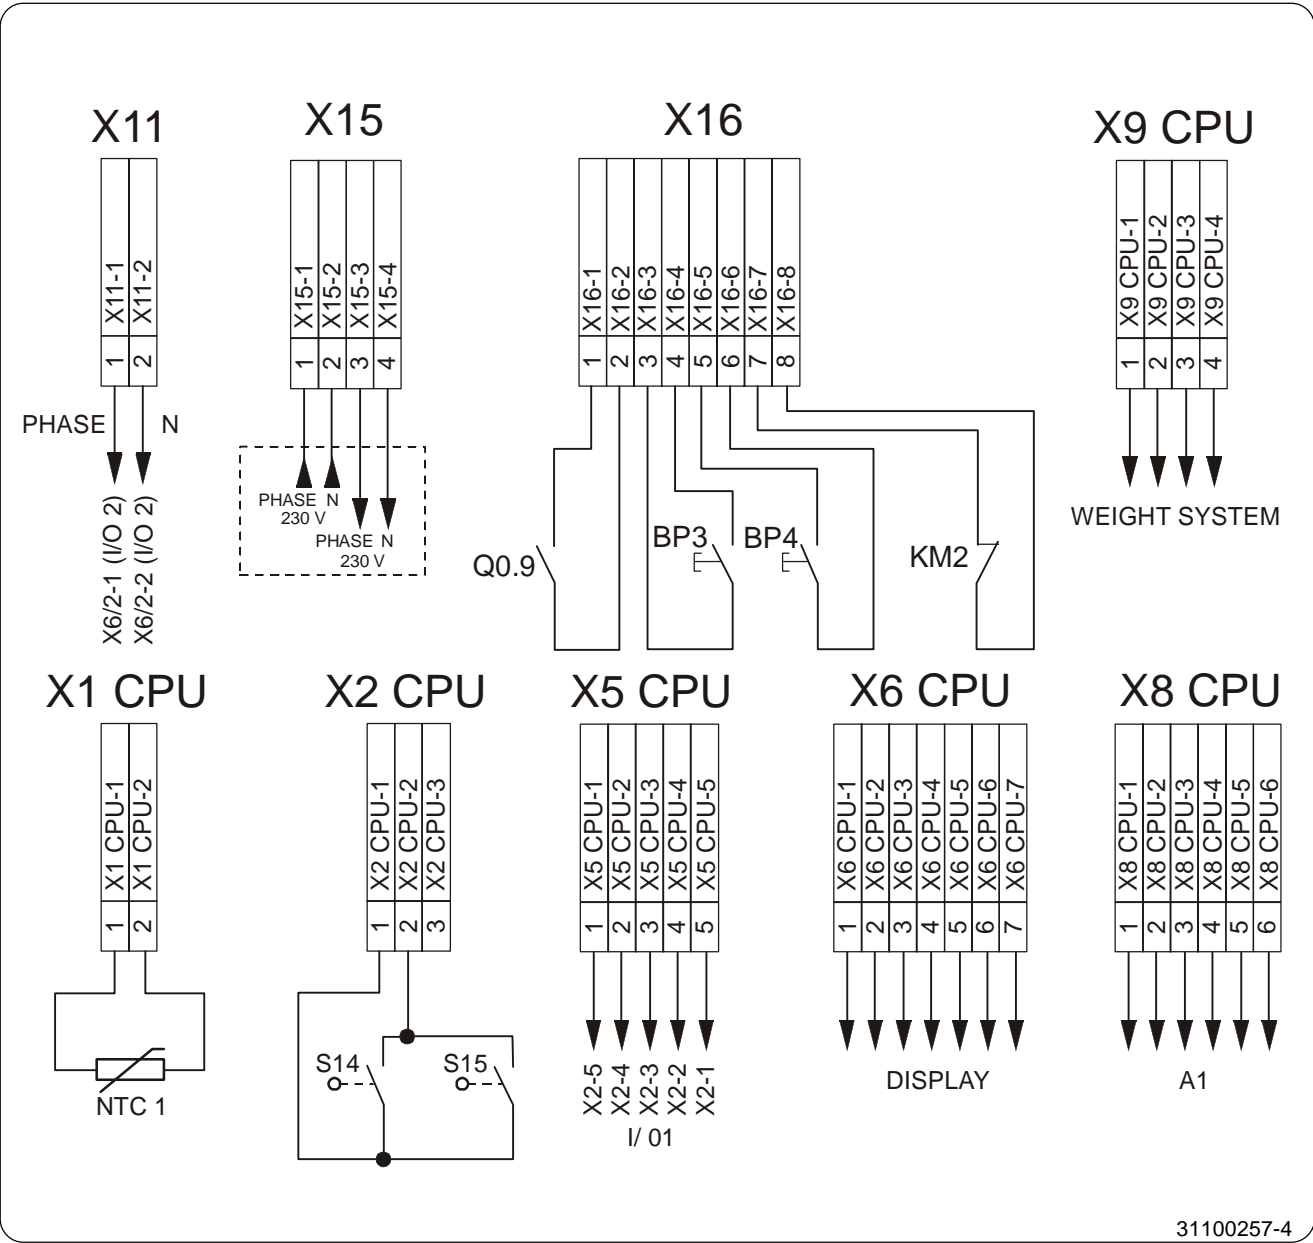 X11
X15
X16
X9 CPU
X11-1
X11-2
X15-1
X15-2
X15-3
X15-4
X16-1
X16-2
X16-3
X16-4
X16-5
X16-6
X16-7
X16-8
X9 CPU-1
X9 CPU-2
X9 CPU-3
X9 CPU-4
1
2
1
2
3
4
1
2
3
4
5
6
7
8
1
2
3
4
PHASE
N
X6/2-1 (I/O 2)
X6/2-2 (I/O 2)
PHASE N
230 V
PHASE N
230 V
Q0.9
BP3
BP4
KM2
WEIGHT SYSTEM
X1 CPU
X2 CPU
X5 CPU
X6 CPU
X8 CPU
X1 CPU-1
X1 CPU-2
X2 CPU-1
X2 CPU-2
X2 CPU-3
X5 CPU-1
X5 CPU-2
X5 CPU-3
X5 CPU-4
X5 CPU-5
X6 CPU-1
X6 CPU-2
X6 CPU-3
X6 CPU-4
X6 CPU-5
X6 CPU-6
X6 CPU-7
X8 CPU-1
X8 CPU-2
X8 CPU-3
X8 CPU-4
X8 CPU-5
X8 CPU-6
1
2
1
2
3
1
2
3
4
5
1
2
3
4
5
6
7
1
2
3
4
5
6
NTC 1
S14
S15
X2-5
X2-4
X2-3
X2-2
X2-1
I/ 01
DISPLAY
A1
31100257-4